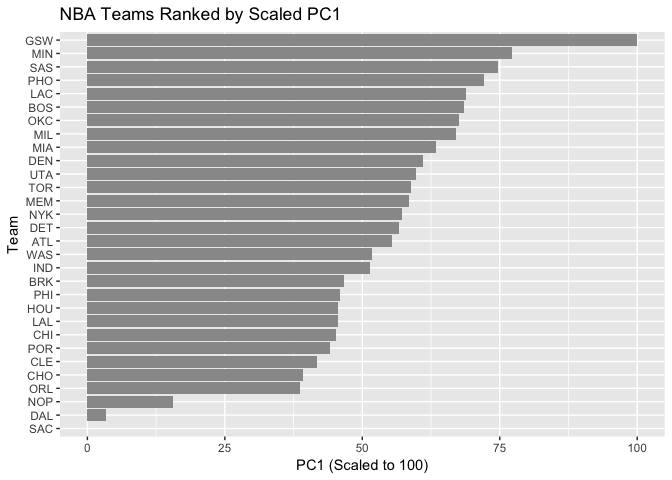 NBA Teams Ranked by Scaled PC1
GSW
MIN
SAS
PHO
LAC
BOS
OKC
MIL
MIA
DEN
UTA
TOR
MEM
NYK
DET
ATL
WAS
IND
BRK
PHI
HOU
LAL
CHI
POR
CLE
CHO
ORL
NOP
DAL
SAC
Team
0 25 50 75 100
PC1 (Scaled to 100)